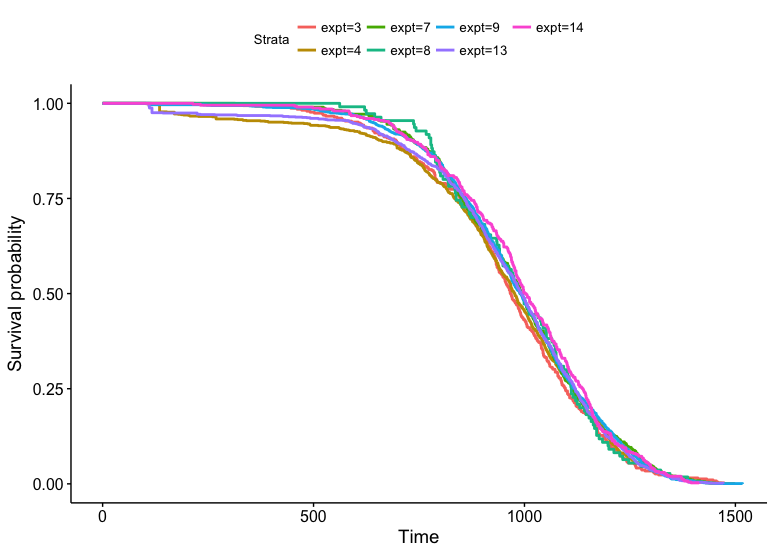 Strata
expt=3 expt=7 expt=9 expt=14
expt=4 expt=8 expt=13
Survival probability
1.00
0.75
0.50
0.25
0.00
0 500 1000 1500
Time